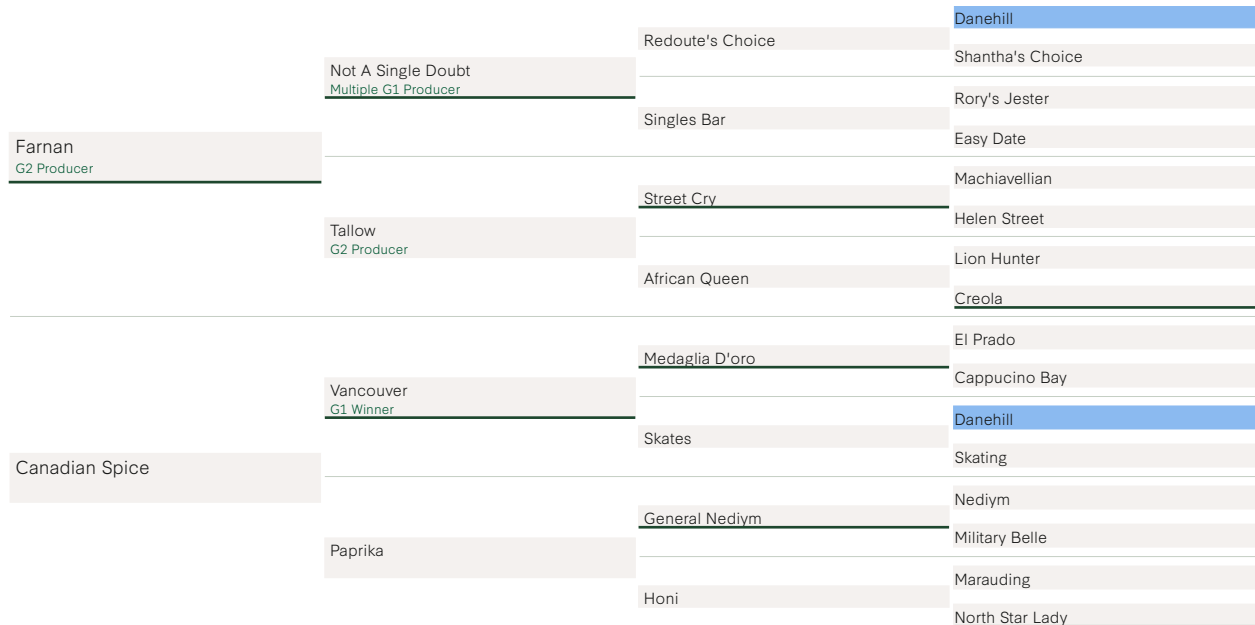 Farnan
G2 Producer
Canadian Spice
Not A Single Doubt
Multiple G1 Producer
Tallow
G2 Producer
Vancouver
G1 Winner
Paprika
Redoute's Choice
Singles Bar
Street Cry
African Queen
Medaglia D'oro
Skates
General Nediym
Honi
Danehill
Shantha's Choice
Rory's Jester
Easy Date
Machiavellian
Helen Street
Lion Hunter
Creola
El Prado
Cappucino Bay
Danehill
Skating
Nediym
Military Belle
Marauding
North Star Lady